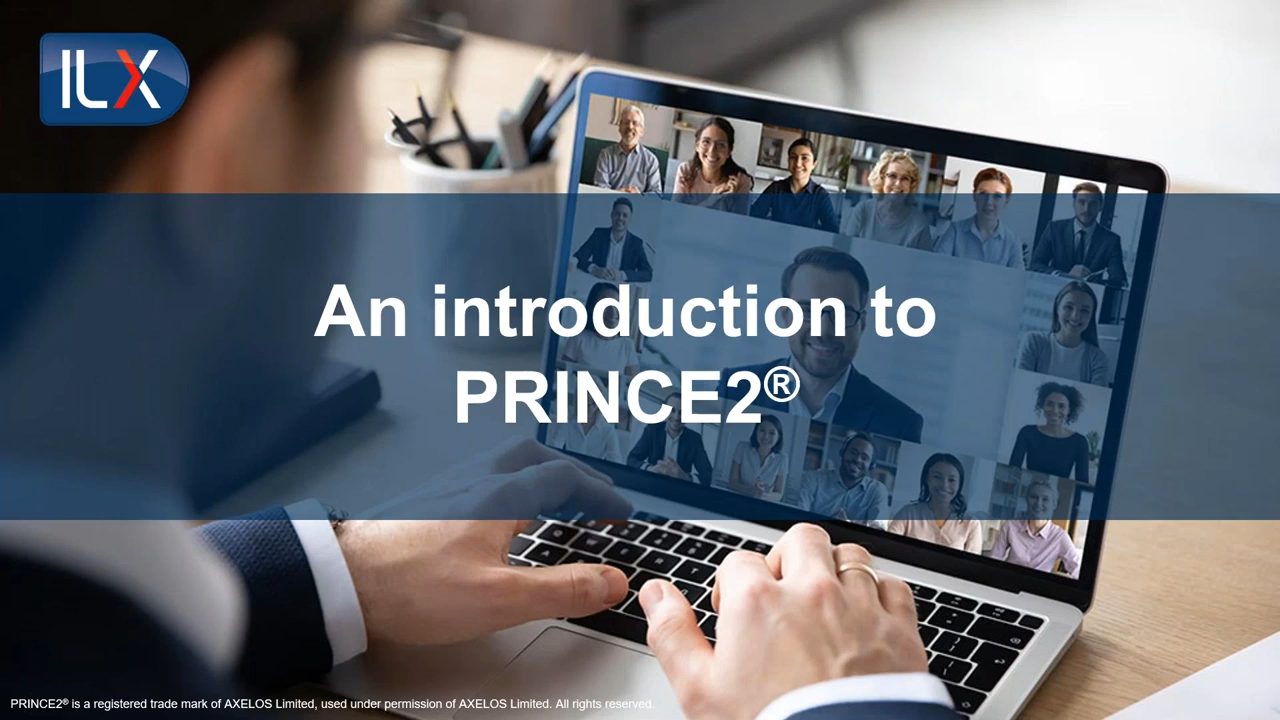 ILX
An introduction to
PRINCE2®
PRINCE2® is a registered trade mark of AXELOS Limited, used under permission of AXELOS Limited. All rights reserved.